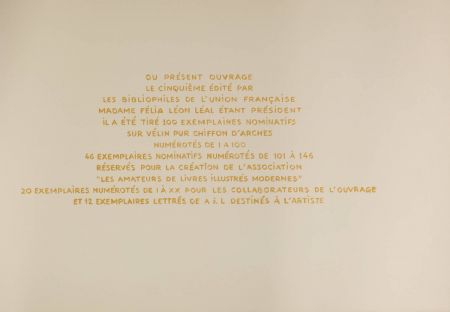 DU PRÉSENT OUVRAGE
LE CINQUIÈME ÉDITÉ PAR
LES BIBLIOPHILES DE L'UNION FRANÇAISE
MADAME FÉLIA LÉON LÉAL ÉTANT PRÉSIDENT
IL A ÉTÉ TIRÉ 100 EXEMPLAIRES NOMINATIFS
SUR VÉLIN PUR CHIFFON D'ARCHES
NUMÉROTÉS DE 1 A 100
46 EXEMPLAIRES NOMINATIFS NUMÉROTÉS DE 101 À 146
RÉSERVÉS POUR LA CRÉATION DE L'ASSOCIATION
"LES AMATEURS DE LIVRES ILLUSTRÉS MODERNES"
20 EXEMPLAIRES NUMÉROTÉS DE I À XX POUR LES COLLABORATEURS DE L'OUVRAGE
ET 12 EXEMPLAIRES LETTRÉS DE A À L DESTINÉS À L'ARTISTE